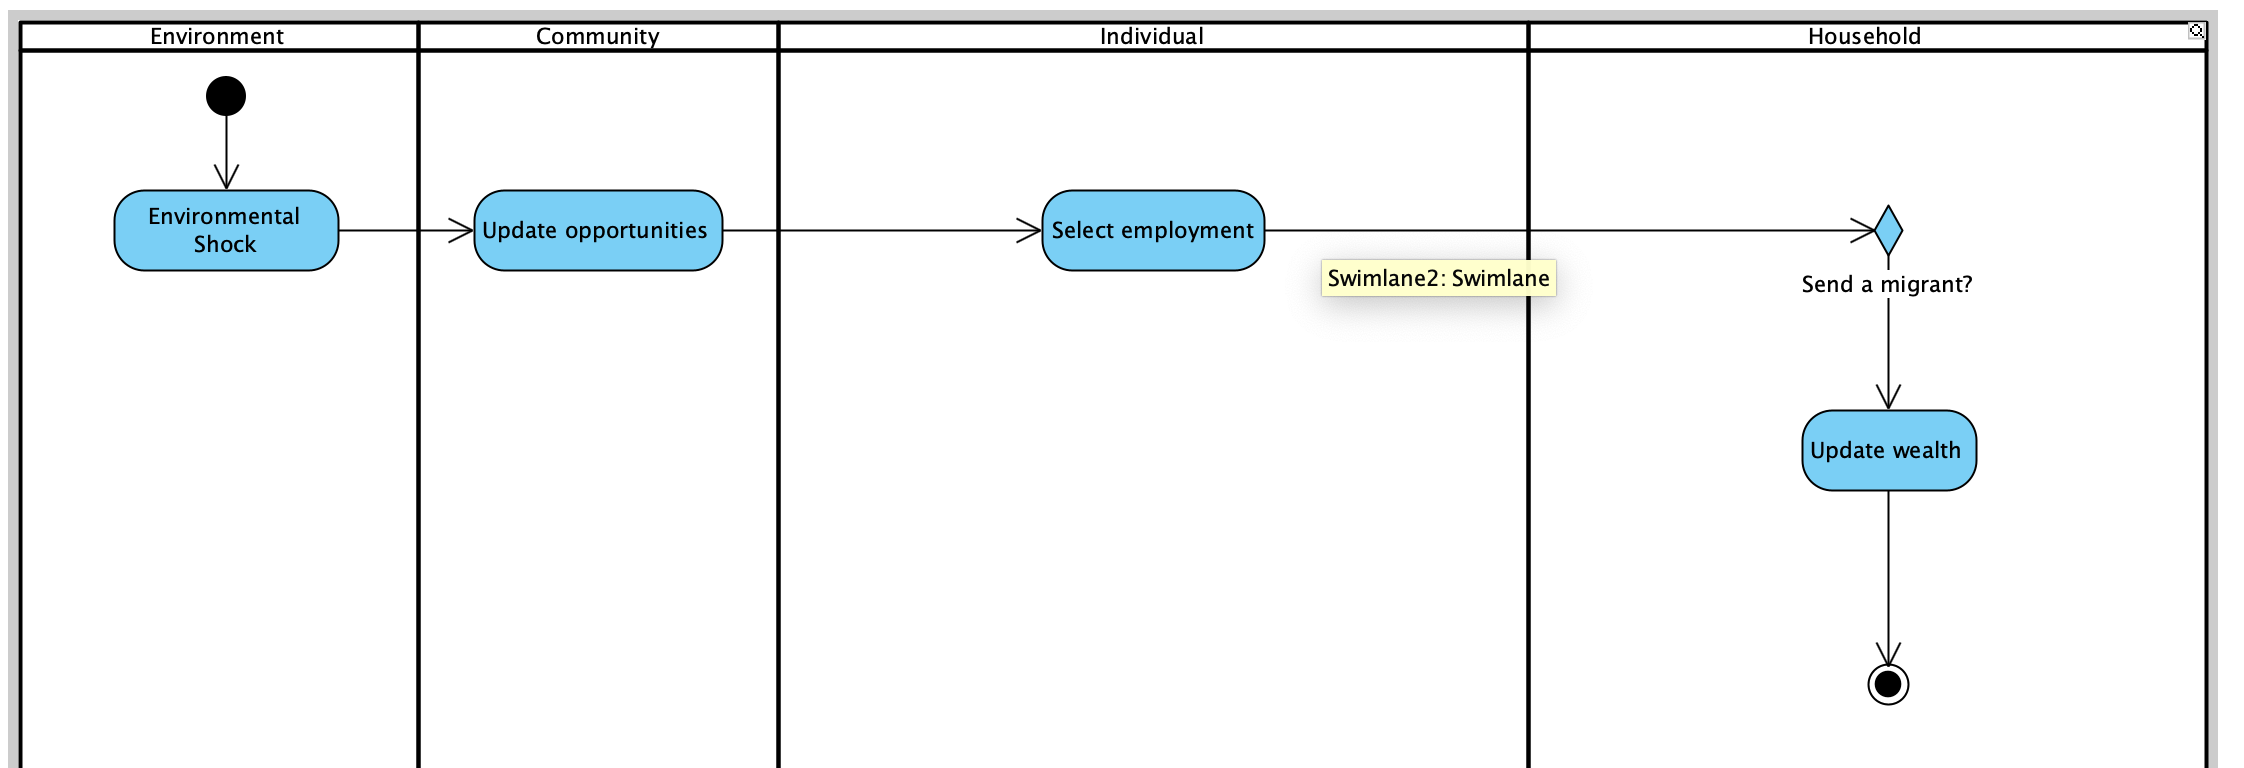 Environment
Community
Individual
Household
Environmental
Shock
Update opportunities
Select employment
Swimlane2: Swimlane
Send a migrant?
Update wealth